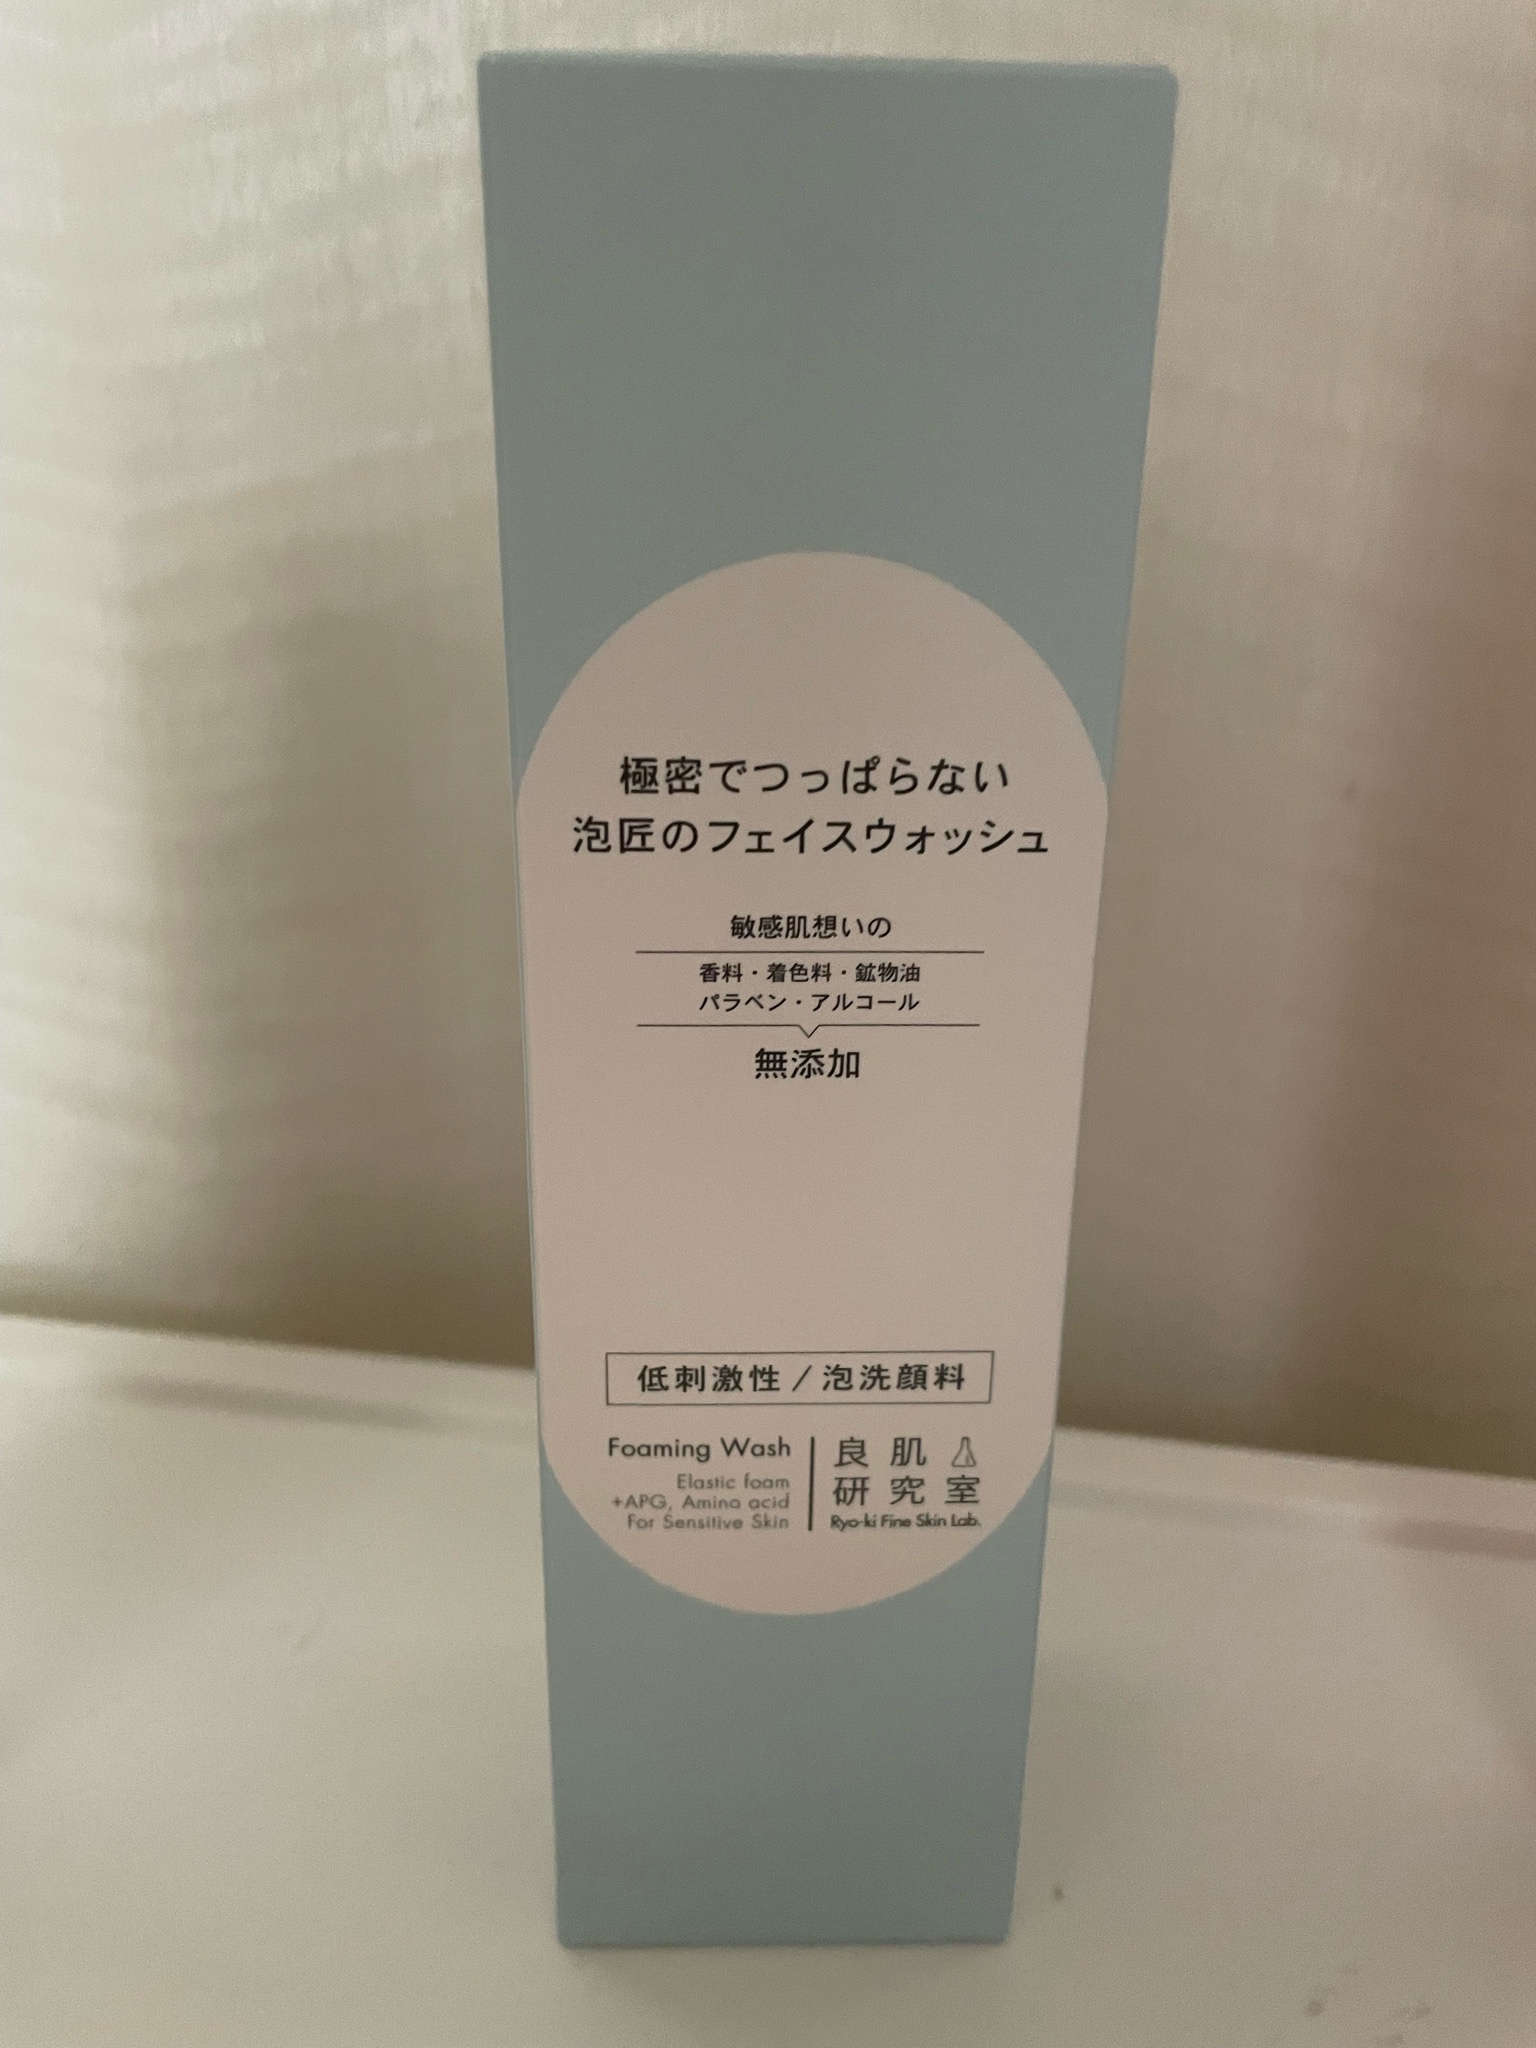 極密でつっぱらない
泡匠のフェイスウォッシュ
敏感肌想いの
香料・着色料・鉱物油
パラベン・アルコール
無添加
低刺激性/泡洗顔料
Foaming Wash
Elastic foam
+APG, Amino acid
For Sensitive Skin
良肌
研究室
Ryo-ki Fine Skin Lab.